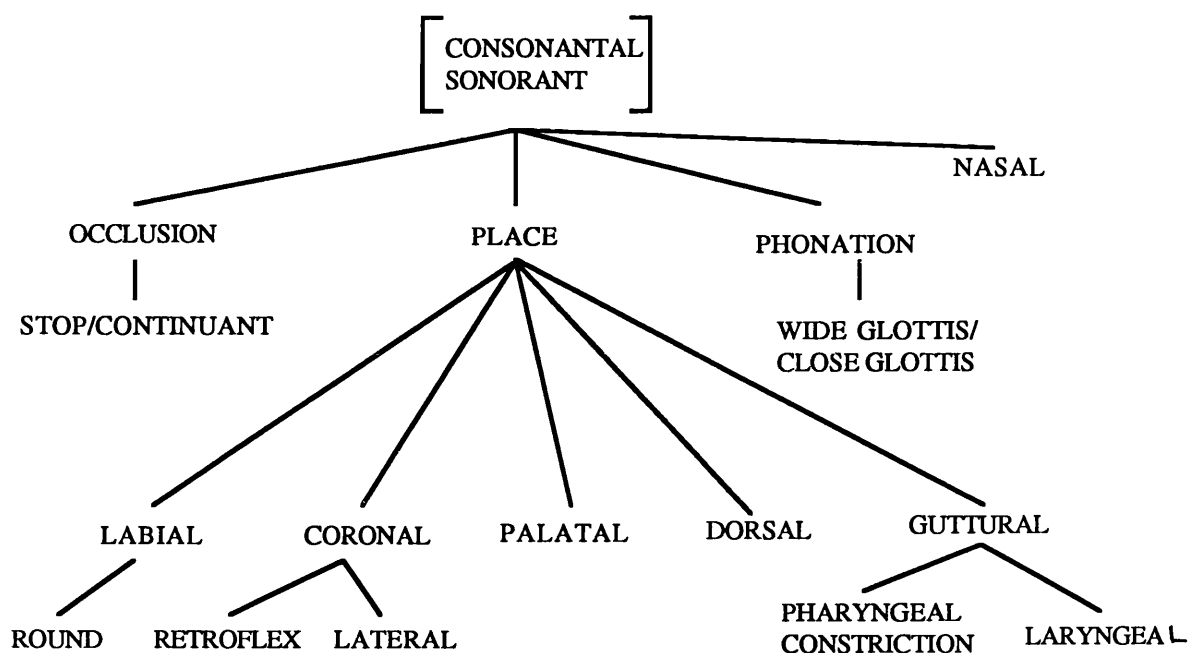 CONSONANTAL
SONORANT
NASAL
OCCLUSION
PLACE
PHONATION
STOP/CONTINUANT
WIDE GLOTTIS/
CLOSE GLOTTIS
LABIAL
CORONAL
PALATAL
DORSAL
GUTTURAL
ROUND
RETROFLEX
LATERAL
PHARYNGEAL
CONSTRICTION
LARYNGEAL